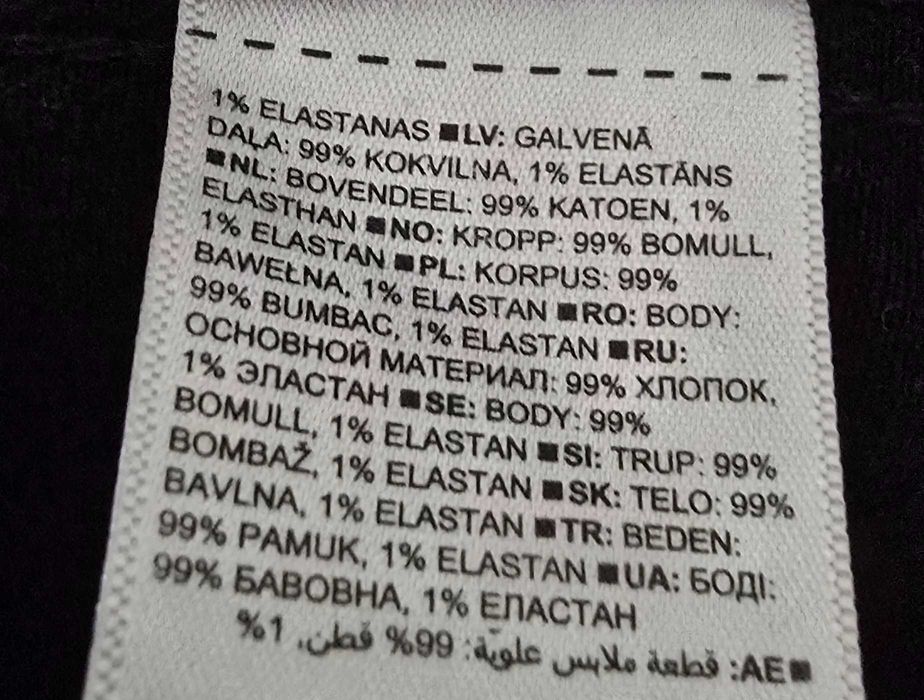 1% ELASTANAS ■LV: GALVENĀ
DAĻA: 99% KOKVILNA, 1% ELASTĀNS
■NL: BOVENDEEL: 99% KATOEN, 1%
ELASTHAN ■NO: KROPP: 99% BOMULL,
1% ELASTAN ■PL: KORPUS: 99%
BAWEŁNA, 1% ELASTAN ■RO: BODY:
99% BUMBAC, 1% ELASTAN ■RU:
ОСНОВНОЙ МАТЕРИАЛ: 99% ХЛОПОК,
1% ЭЛАСТАН ■SE: BODY: 99%
BOMULL, 1% ELASTAN ■SI: TRUP: 99%
BOMBAŽ, 1% ELASTAN ■SK: TELO: 99%
BAVLNA, 1% ELASTAN ■TR: BEDEN:
99% PAMUK, 1% ELASTAN ■UA: БОДІ:
99% БАВОВНА, 1% ЕЛАСТАН
■AE: قطعة ملابس علويّة: 99% قطن, 1%